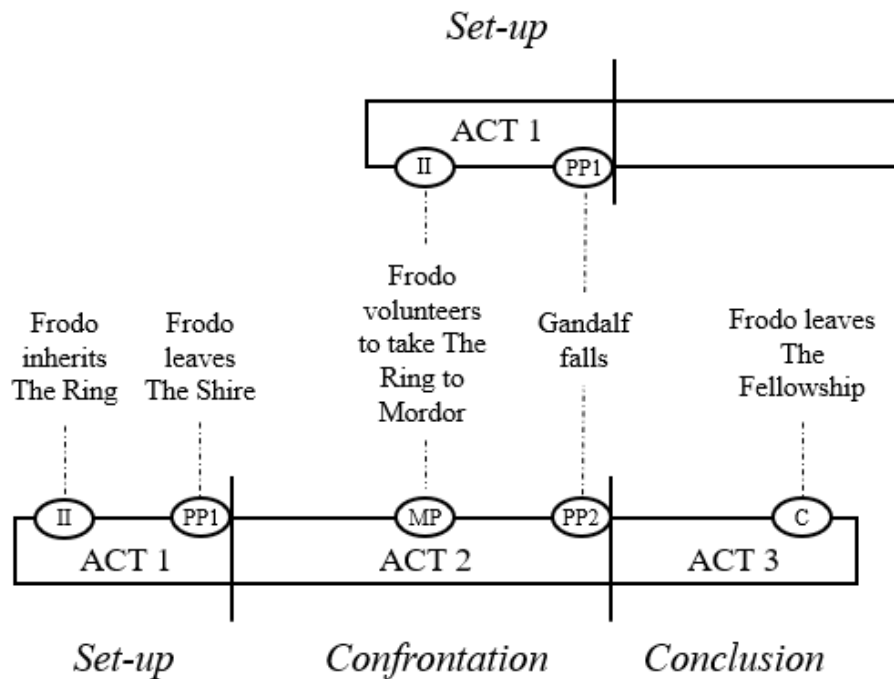 Set-up
ACT 1
II
PP1
Frodo
volunteers
to take The
Ring to
Mordor
Gandalf
falls
Frodo
inherits
The Ring
Frodo
leaves
The Shire
Frodo leaves
The
Fellowship
II
PP1
MP
PP2
C
ACT 1
ACT 2
ACT 3
Set-up
Confrontation
Conclusion